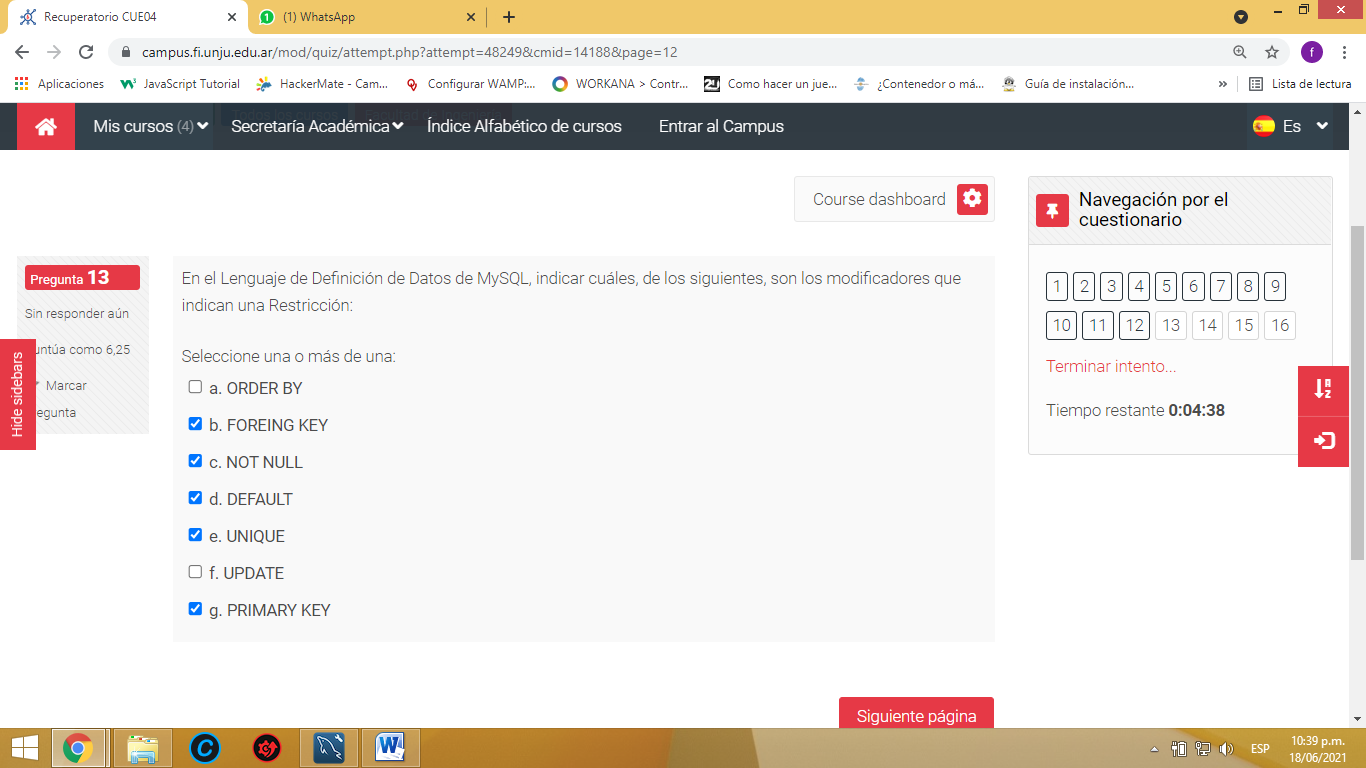 Recuperatorio CUE04
(1) WhatsApp
campus.fi.unju.edu.ar/mod/quiz/attempt.php?attempt=48249&cmid=14188&page=12
f
Aplicaciones
JavaScript Tutorial
HackerMate - Cam...
Configurar WAMP:...
WORKANA > Contr...
Como hacer un jue...
¿Contenedor o má...
Guía de instalación...
»
Lista de lectura
Mis cursos (4)
Secretaría Académica
Índice Alfabético de cursos
Entrar al Campus
Es
Course dashboard
Navegación por el
cuestionario
Pregunta 13
Sin responder aún
untúa como 6,25
Marcar
egunta
Hide sidebars
En el Lenguaje de Definición de Datos de MySQL, indicar cuáles, de los siguientes, son los modificadores que
indican una Restricción:
Seleccione una o más de una:
a. ORDER BY
b. FOREING KEY
c. NOT NULL
d. DEFAULT
e. UNIQUE
f. UPDATE
g. PRIMARY KEY
1 2 3 4 5 6 7 8 9
10 11 12 13 14 15 16
Terminar intento...
Tiempo restante 0:04:38
Siguiente página
ESP
10:39 p.m.
18/06/2021